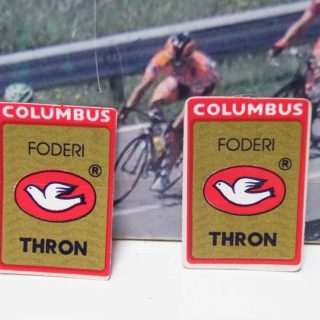 COLUMBUS
FODERI
®
THRON
COLUMBUS
FODERI
®
THRON